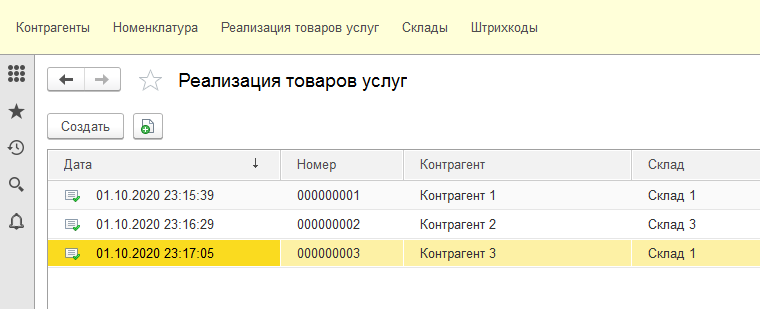 Контрагенты Номенклатура Реализация товаров услуг Склады Штрихкоды
Реализация товаров услуг
Создать
Дата Номер Контрагент Склад
01.10.2020 23:15:39 000000001 Контрагент 1 Склад 1
01.10.2020 23:16:29 000000002 Контрагент 2 Склад 3
01.10.2020 23:17:05 000000003 Контрагент 3 Склад 1